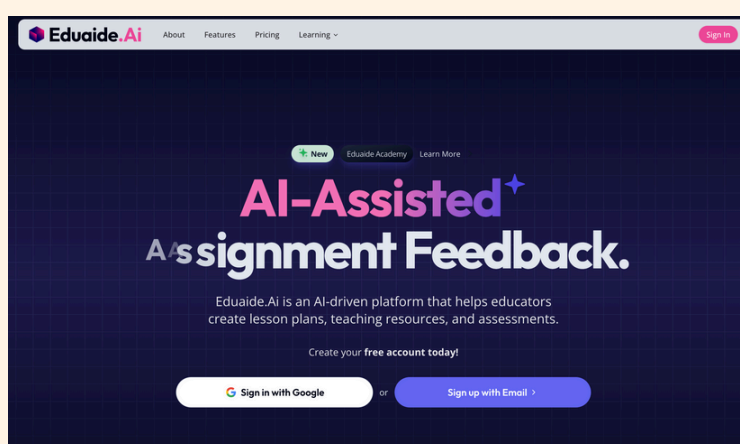 Eduaide.Ai About Features Pricing Learning Sign In
New Eduaide Academy Learn More
AI-Assisted
Assignment Feedback.
Eduaide.Ai is an AI-driven platform that helps educators
create lesson plans, teaching resources, and assessments.
Create your free account today!
Sign in with Google or Sign up with Email